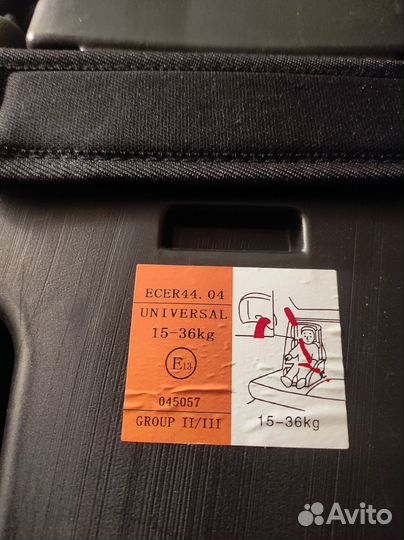 ECER44.04
UNIVERSAL
15-36kg
E13
045057
GROUP II/III
15-36kg
Avito